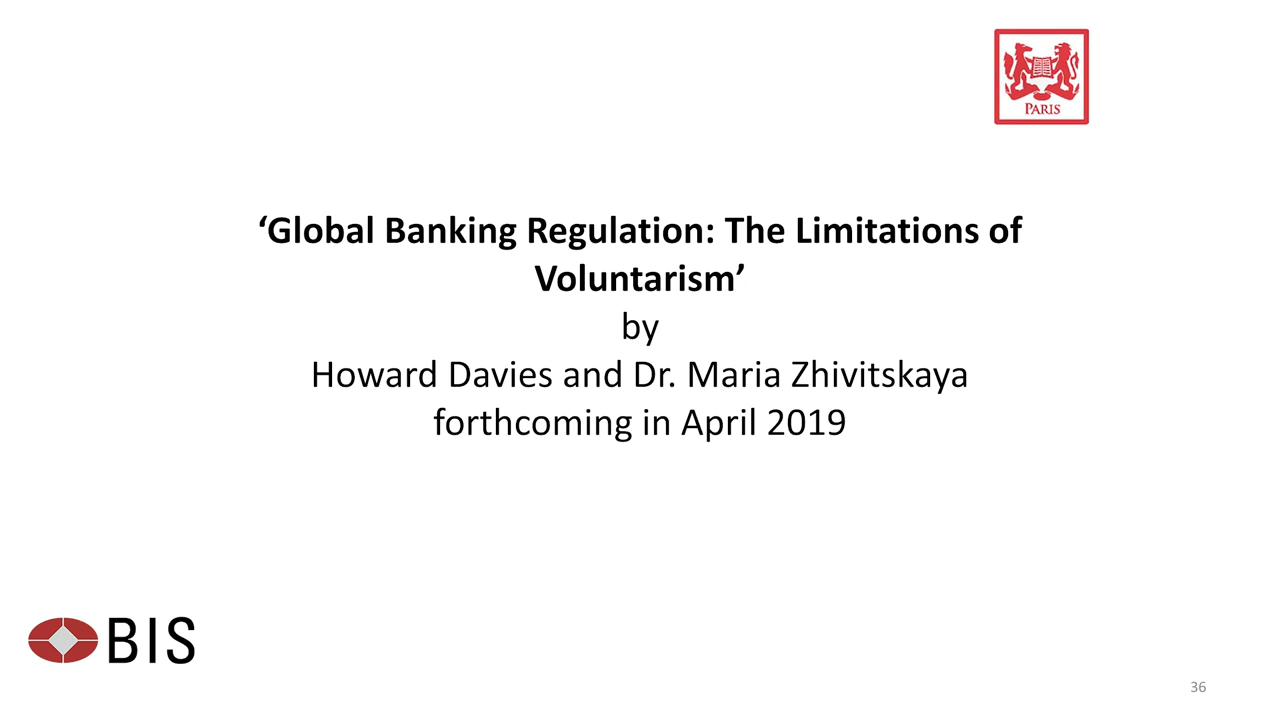 PARIS
‘Global Banking Regulation: The Limitations of
Voluntarism’
by
Howard Davies and Dr. Maria Zhivitskaya
forthcoming in April 2019
BIS
36